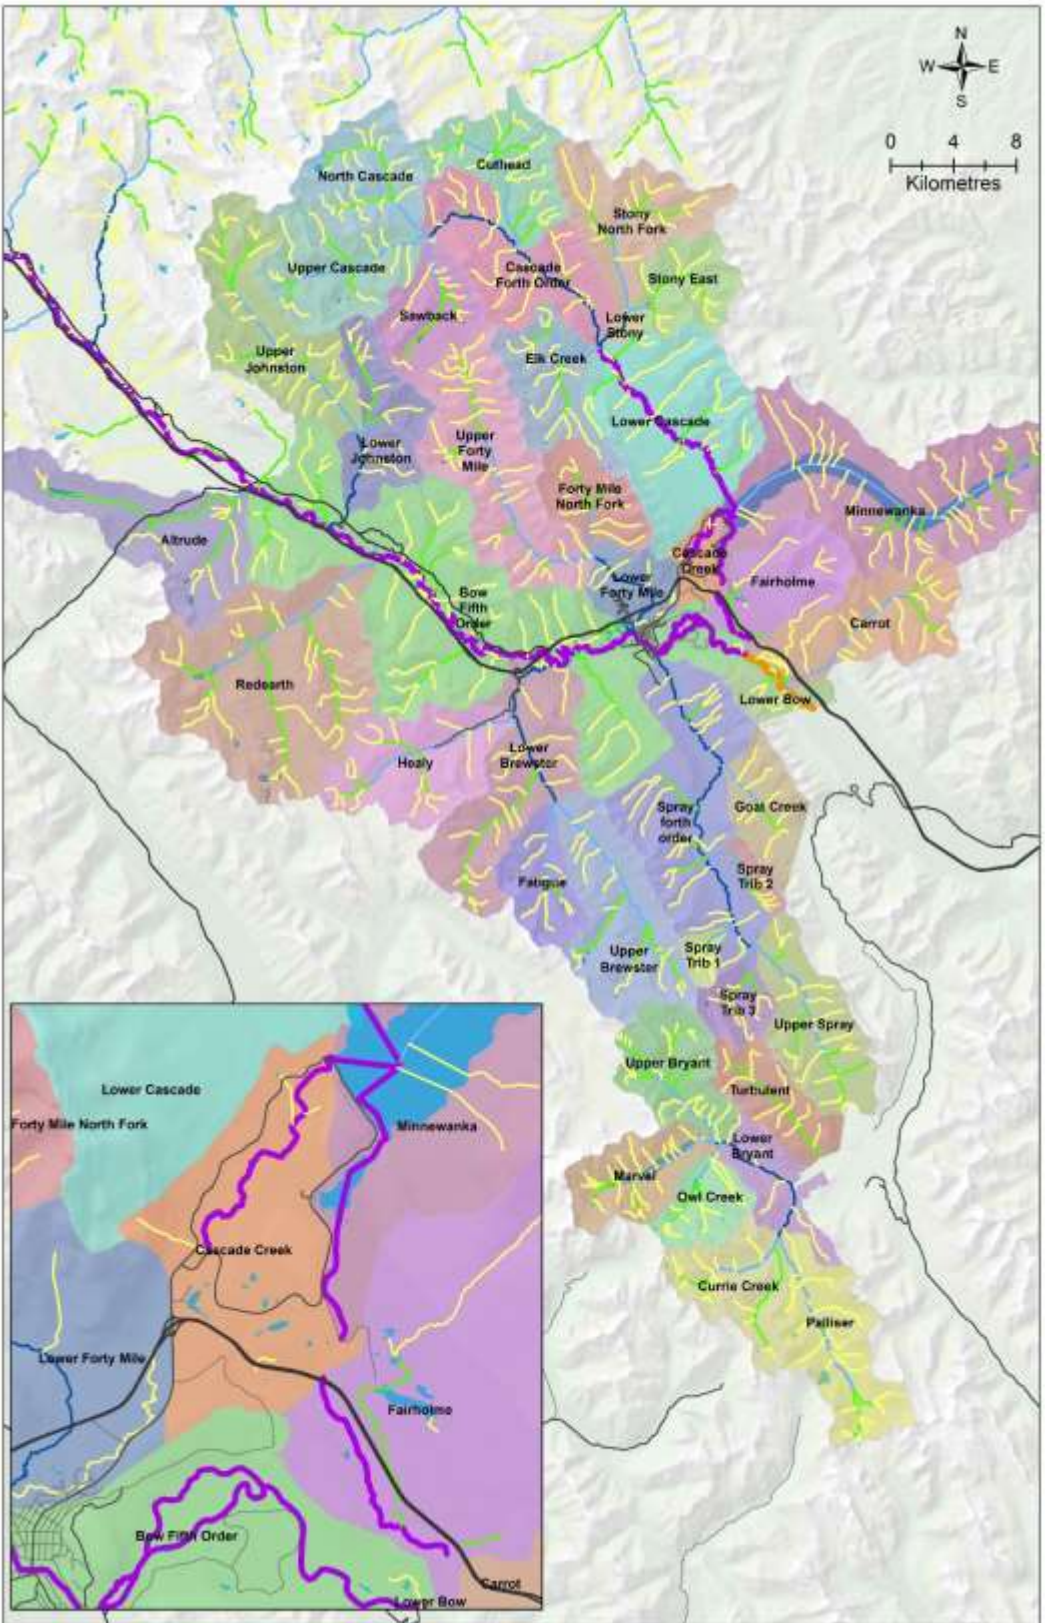 N
W E
S
0 4 8
Kilometres
Cuthead
North Cascade
Stony
North Fork
Upper Cascade
Cascade
Forth Order
Stony East
Sawback
Lower
Stony
Upper
Johnston
Elk Creek
Lower Cascade
Lower
Johnston
Upper
Forty
Mile
Forty Mile
North Fork
Minnewanka
Altrude
Cascade
Creek
Lower
Forty Mile
Fairholme
Bow
Fifth
Order
Carrot
Redearth
Lower Bow
Healy
Lower
Brewster
Spray
forth
order
Goat Creek
Fatigue
Spray
Trib 2
Upper
Brewster
Spray
Trib 1
Spray
Trib 3
Upper Spray
Upper Bryant
Turbulent
Lower
Bryant
Marvel
Owl Creek
Currie Creek
Palliser
Lower Cascade
Forty Mile North Fork
Minnewanka
Cascade Creek
Lower Forty Mile
Fairholme
Bow Fifth Order
Carrot
Lower Bow